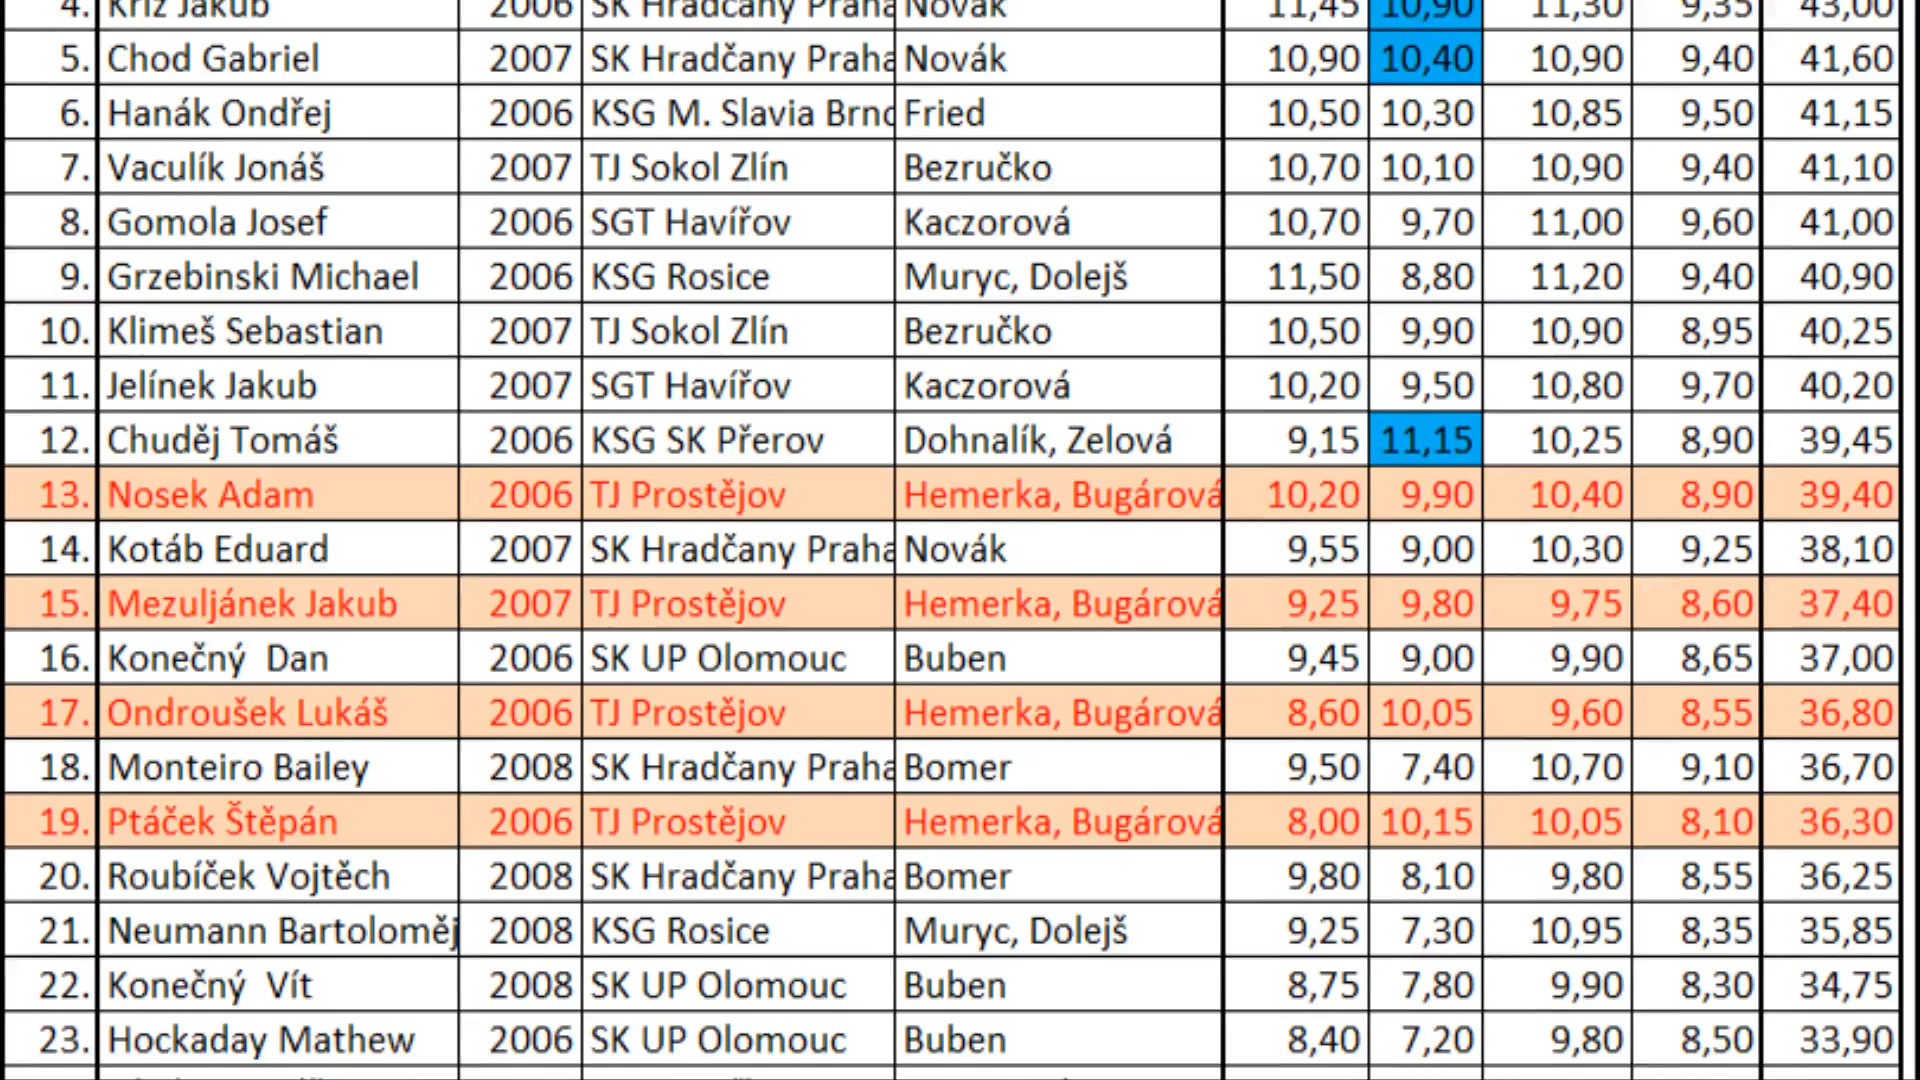 4. Kříž Jakub 2006 SK Hradčany Praha Novák 11,45 10,90 11,30 9,35 43,00
5. Chod Gabriel 2007 SK Hradčany Praha Novák 10,90 10,40 10,90 9,40 41,60
6. Hanák Ondřej 2006 KSG M. Slavia Brno Fried 10,50 10,30 10,85 9,50 41,15
7. Vaculík Jonáš 2007 TJ Sokol Zlín Bezručko 10,70 10,10 10,90 9,40 41,10
8. Gomola Josef 2006 SGT Havířov Kaczorová 10,70 9,70 11,00 9,60 41,00
9. Grzebinski Michael 2006 KSG Rosice Muryc, Dolejš 11,50 8,80 11,20 9,40 40,90
10. Klimeš Sebastian 2007 TJ Sokol Zlín Bezručko 10,50 9,90 10,90 8,95 40,25
11. Jelínek Jakub 2007 SGT Havířov Kaczorová 10,20 9,50 10,80 9,70 40,20
12. Chuděj Tomáš 2006 KSG SK Přerov Dohnalík, Zelová 9,15 11,15 10,25 8,90 39,45
13. Nosek Adam 2006 TJ Prostějov Hemerka, Bugárová 10,20 9,90 10,40 8,90 39,40
14. Kotáb Eduard 2007 SK Hradčany Praha Novák 9,55 9,00 10,30 9,25 38,10
15. Mezuljánek Jakub 2007 TJ Prostějov Hemerka, Bugárová 9,25 9,80 9,75 8,60 37,40
16. Konečný  Dan 2006 SK UP Olomouc Buben 9,45 9,00 9,90 8,65 37,00
17. Ondroušek Lukáš 2006 TJ Prostějov Hemerka, Bugárová 8,60 10,05 9,60 8,55 36,80
18. Monteiro Bailey 2008 SK Hradčany Praha Bomer 9,50 7,40 10,70 9,10 36,70
19. Ptáček Štěpán 2006 TJ Prostějov Hemerka, Bugárová 8,00 10,15 10,05 8,10 36,30
20. Roubíček Vojtěch 2008 SK Hradčany Praha Bomer 9,80 8,10 9,80 8,55 36,25
21. Neumann Bartoloměj 2008 KSG Rosice Muryc, Dolejš 9,25 7,30 10,95 8,35 35,85
22. Konečný  Vít 2008 SK UP Olomouc Buben 8,75 7,80 9,90 8,30 34,75
23. Hockaday Mathew 2006 SK UP Olomouc Buben 8,40 7,20 9,80 8,50 33,90